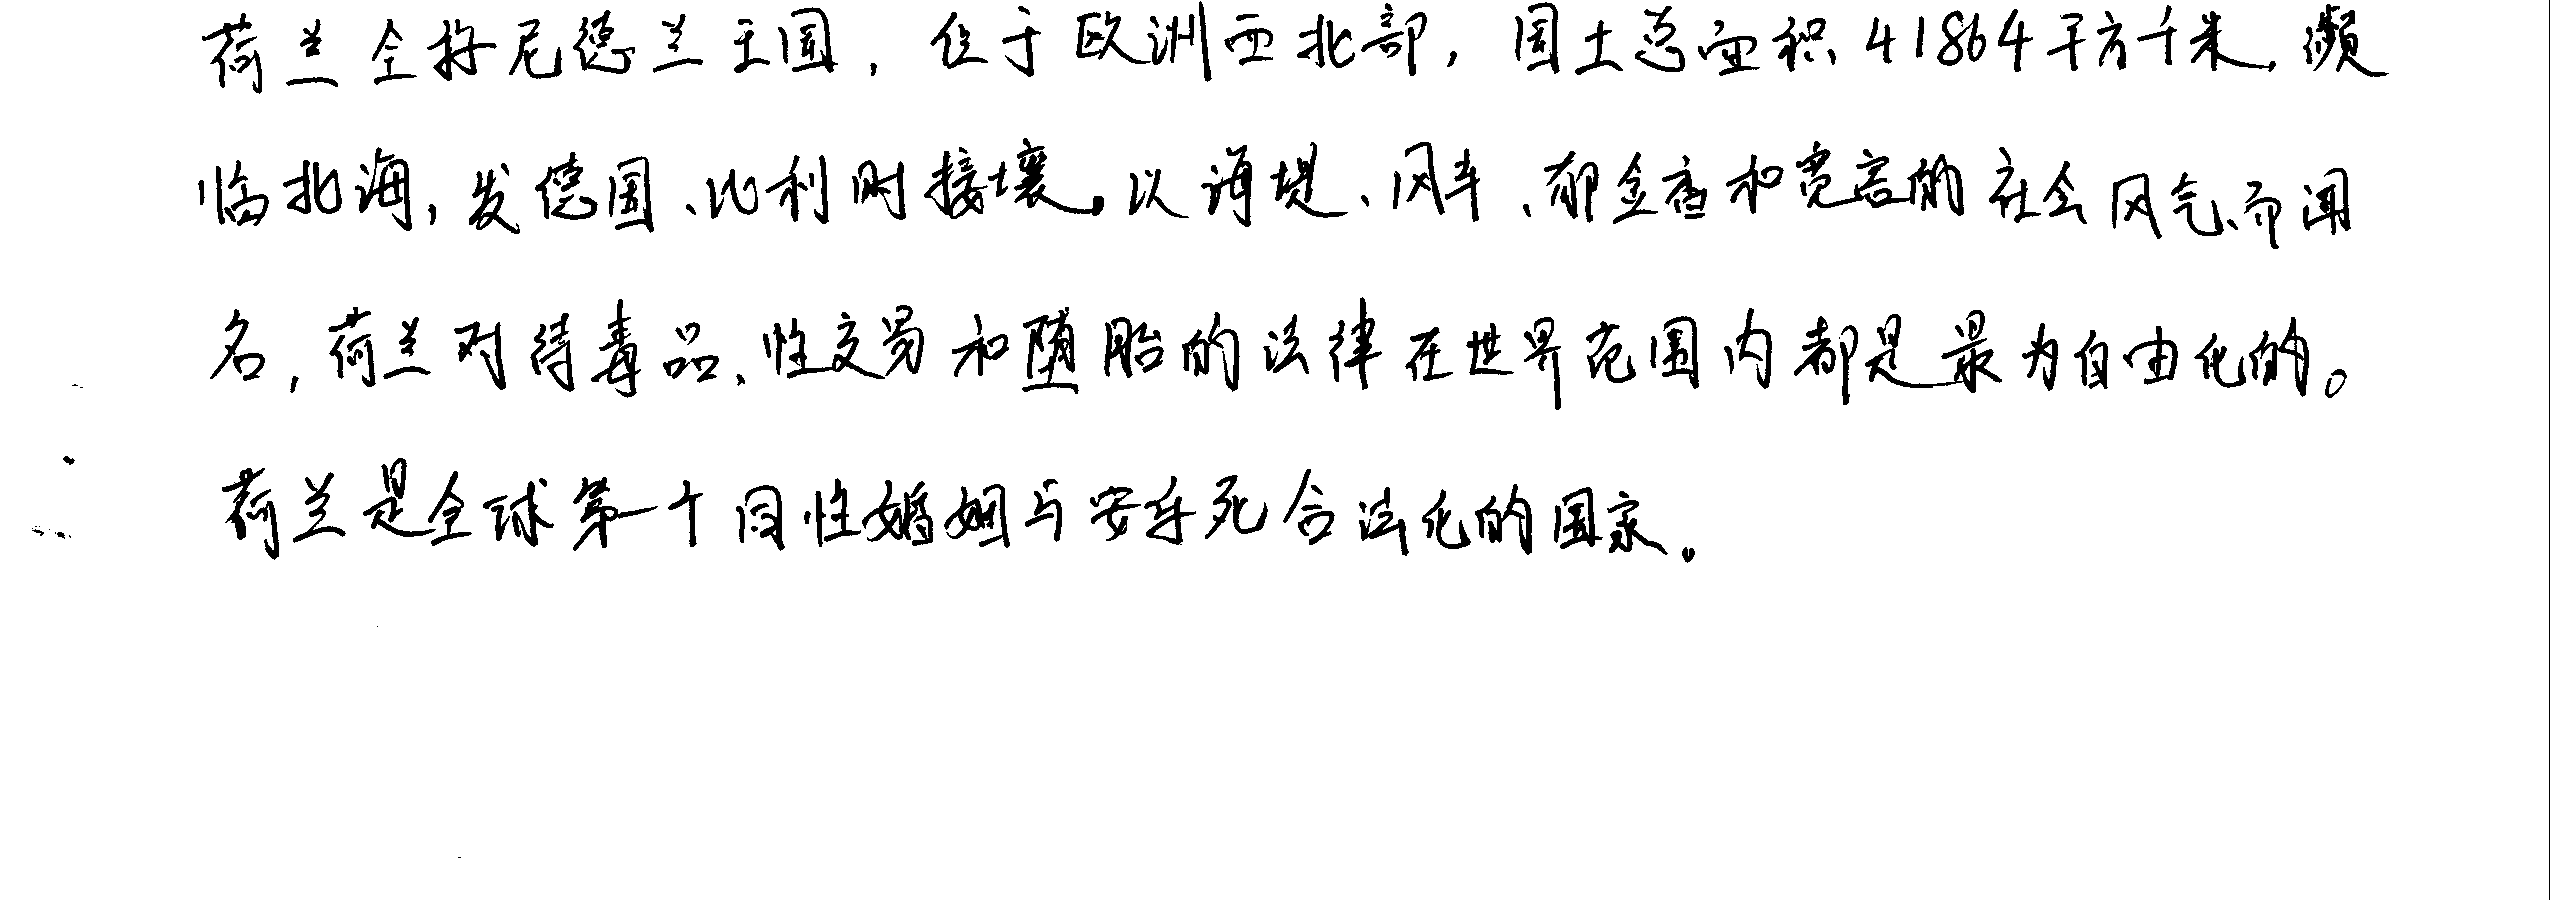 荷兰全称尼德兰王国，位于欧洲西北部，国土总面积41864平方千米，濒
临北海，发德国、比利时接壤。以海堤、风车、郁金香和宽容的社会风气而闻
名，荷兰对待毒品、性交易和堕胎的法律在世界范围内都是最为自由化的。
荷兰是全球第一个同性婚姻与安乐死合法化的国家。